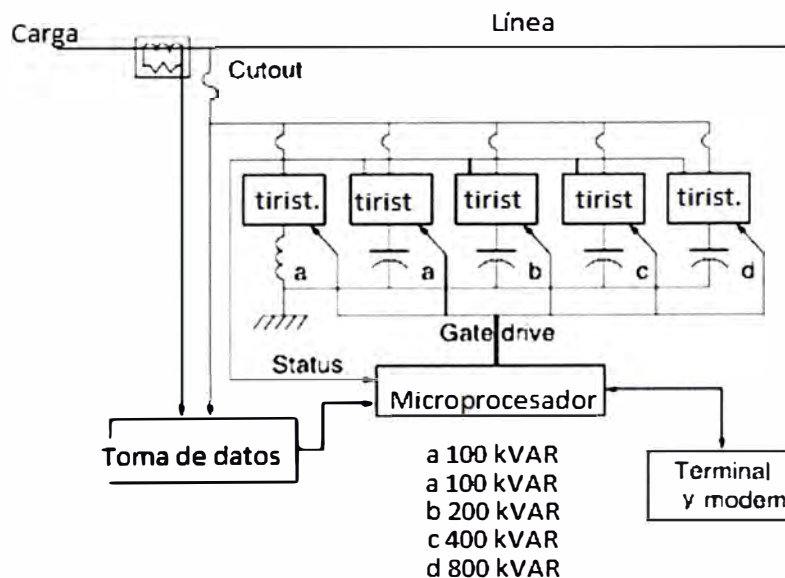 Línea
Carga
Cutout
tirist.
tirist
tirist
tirist
tirist.
a
a
b
c
d
Gate drive
Status
Microprocesador
Toma de datos
a 100 kVAR
a 100 kVAR
b 200 kVAR
c 400 kVAR
d 800 kVAR
Terminal
y modem